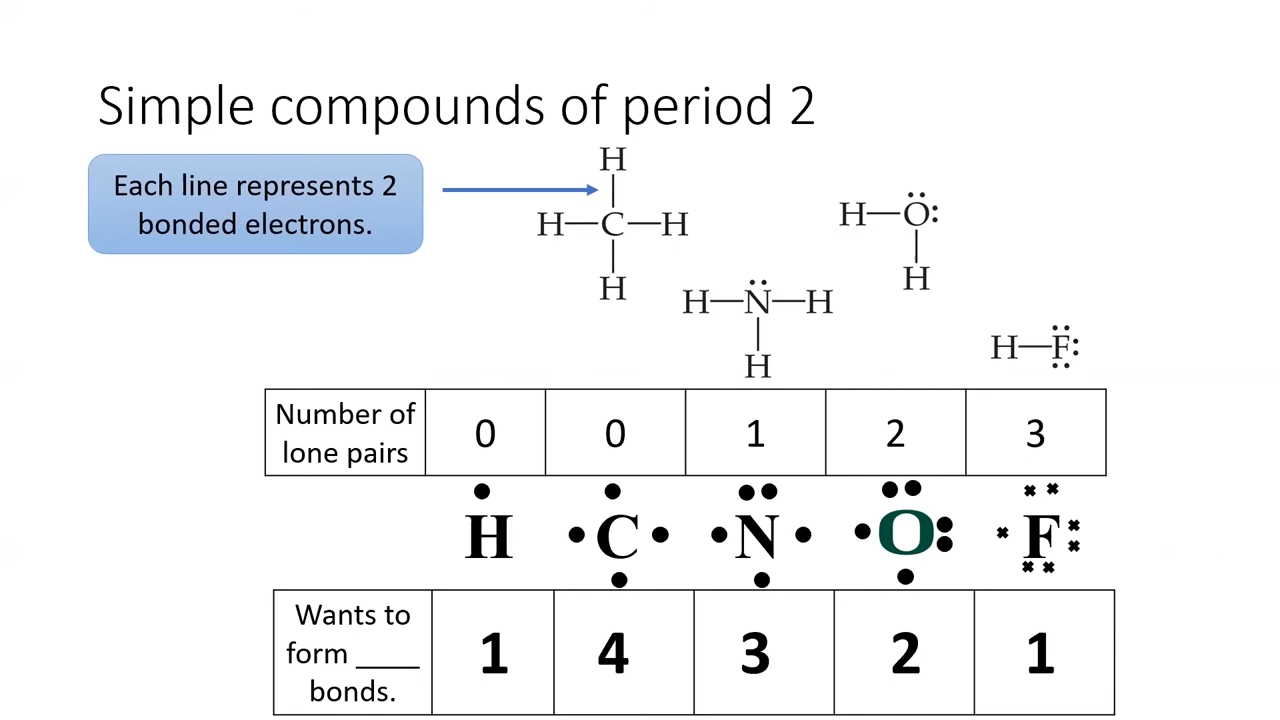 Simple compounds of period 2
Each line represents 2
bonded electrons.
H
H—C—H
H
H—N—H
H
H—O
H
H—F
Number of
lone pairs
0 0 1 2 3
H C N O F
Wants to
form ____
bonds.
1 4 3 2 1